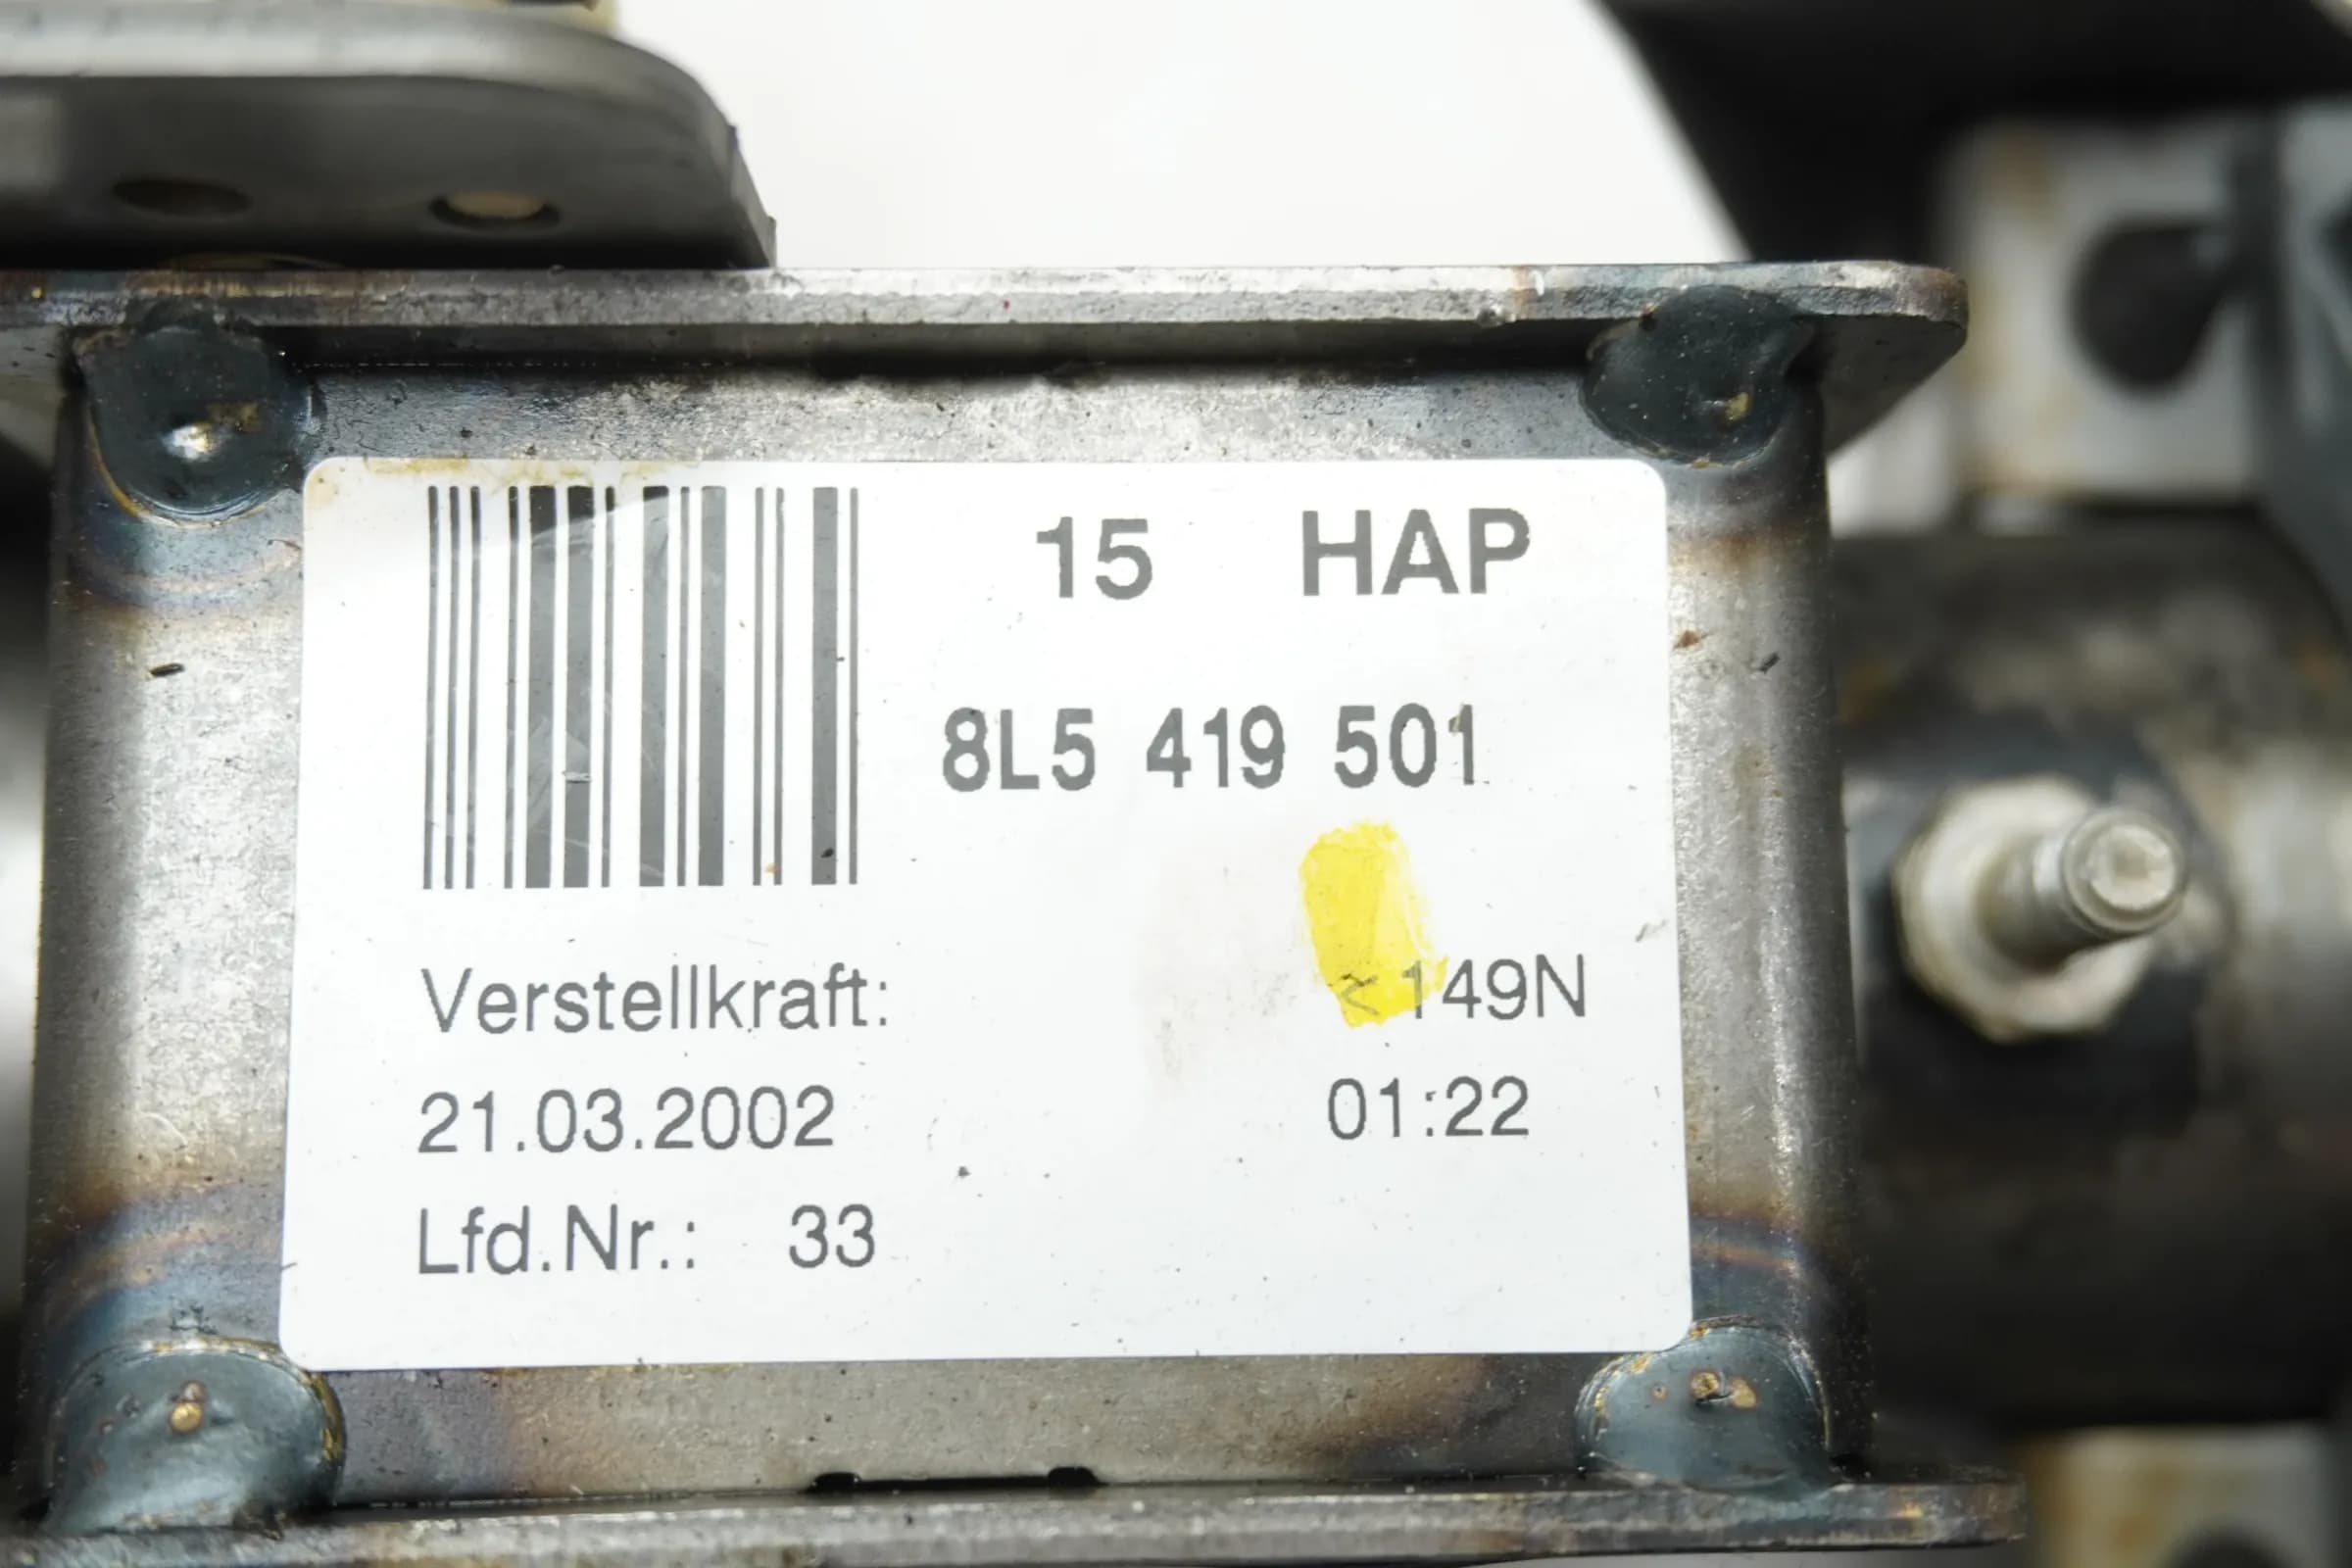 15 HAP
8L5 419 501
Verstellkraft: <149N
21.03.2002 01:22
Lfd.Nr.: 33